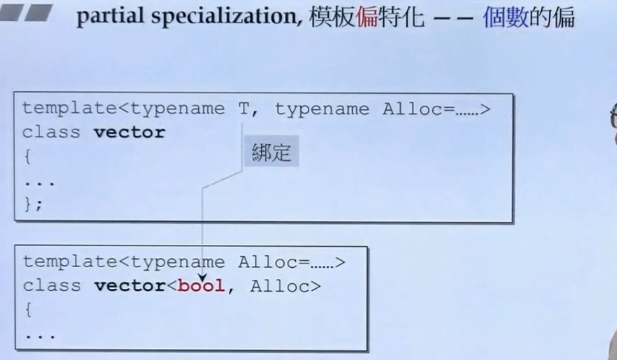 partial specialization, 模板偏特化 —— 個數的偏
template<typename T, typename Alloc=……>
class vector
{
...
};
綁定
template<typename Alloc=……>
class vector<bool, Alloc>
{
...